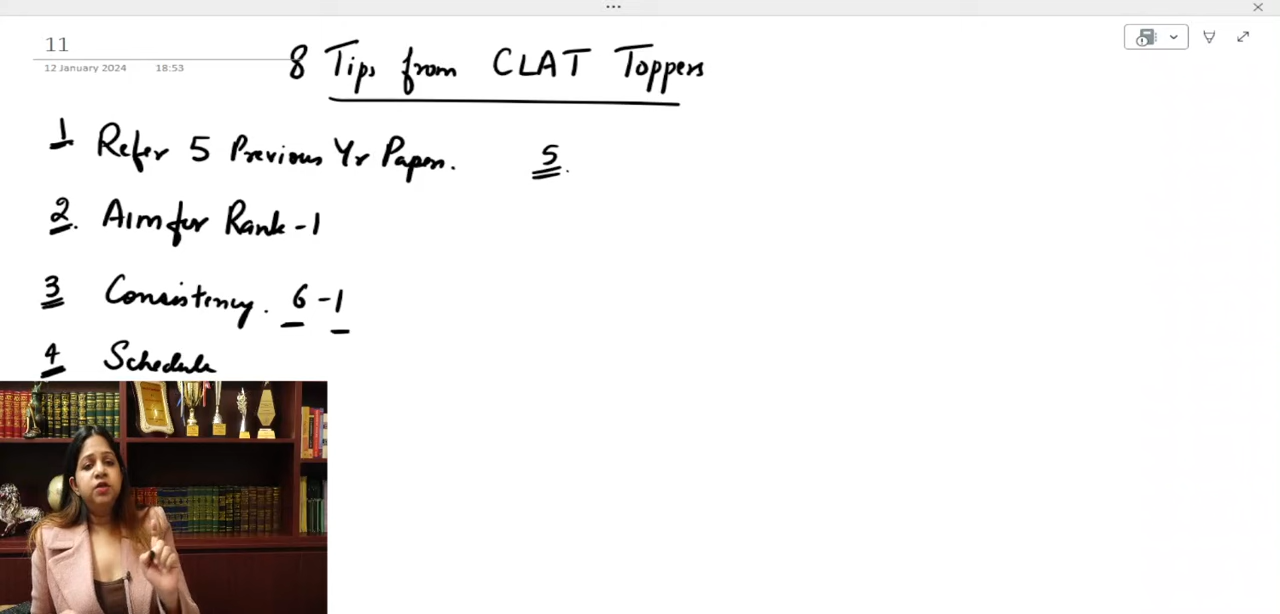 11
12 January 2024 18:53
8 Tips from CLAT Toppers
1 Refer 5 Previous Yr Papers. 5.
2. Aim for Rank-1
3 Consistency. 6-1
4 Schedule